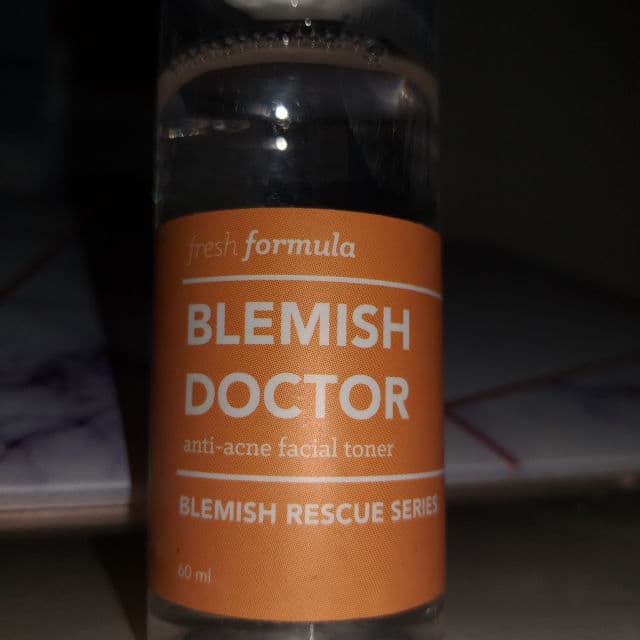 fresh formula
BLEMISH
DOCTOR
anti-acne facial toner
BLEMISH RESCUE SERIES
60 ml